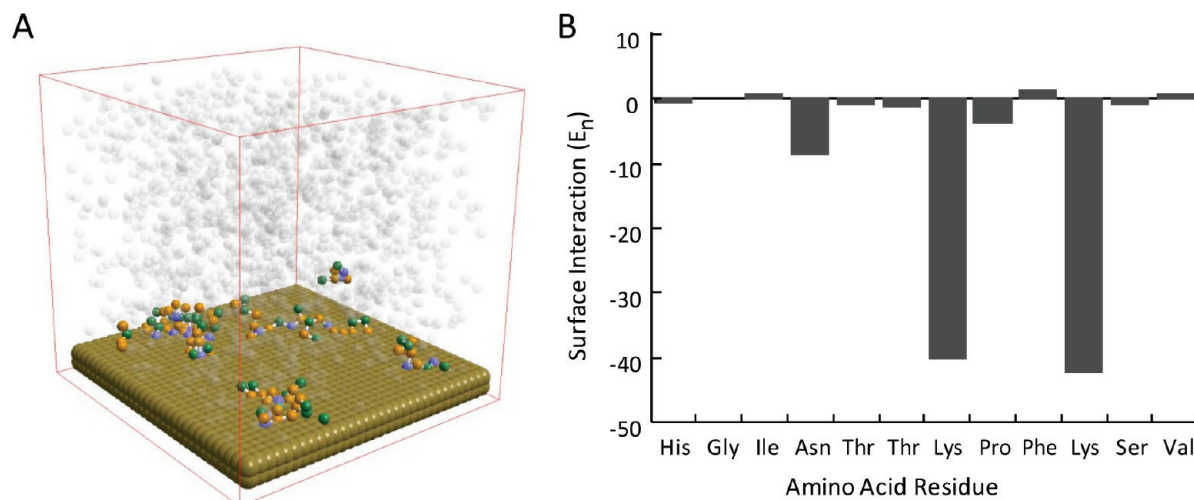 A
B
10
0
-10
-20
-30
-40
-50
Surface Interaction (En)
His Gly Ile Asn Thr Thr Lys Pro Phe Lys Ser Val
Amino Acid Residue